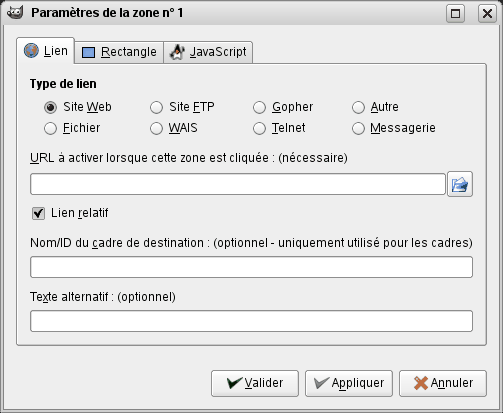 Paramètres de la zone n° 1
Lien Rectangle JavaScript
Type de lien
Site Web Site FTP Gopher Autre
Fichier WAIS Telnet Messagerie
URL à activer lorsque cette zone est cliquée : (nécessaire)
Lien relatif
Nom/ID du cadre de destination : (optionnel - uniquement utilisé pour les cadres)
Texte alternatif : (optionnel)
Valider Appliquer Annuler